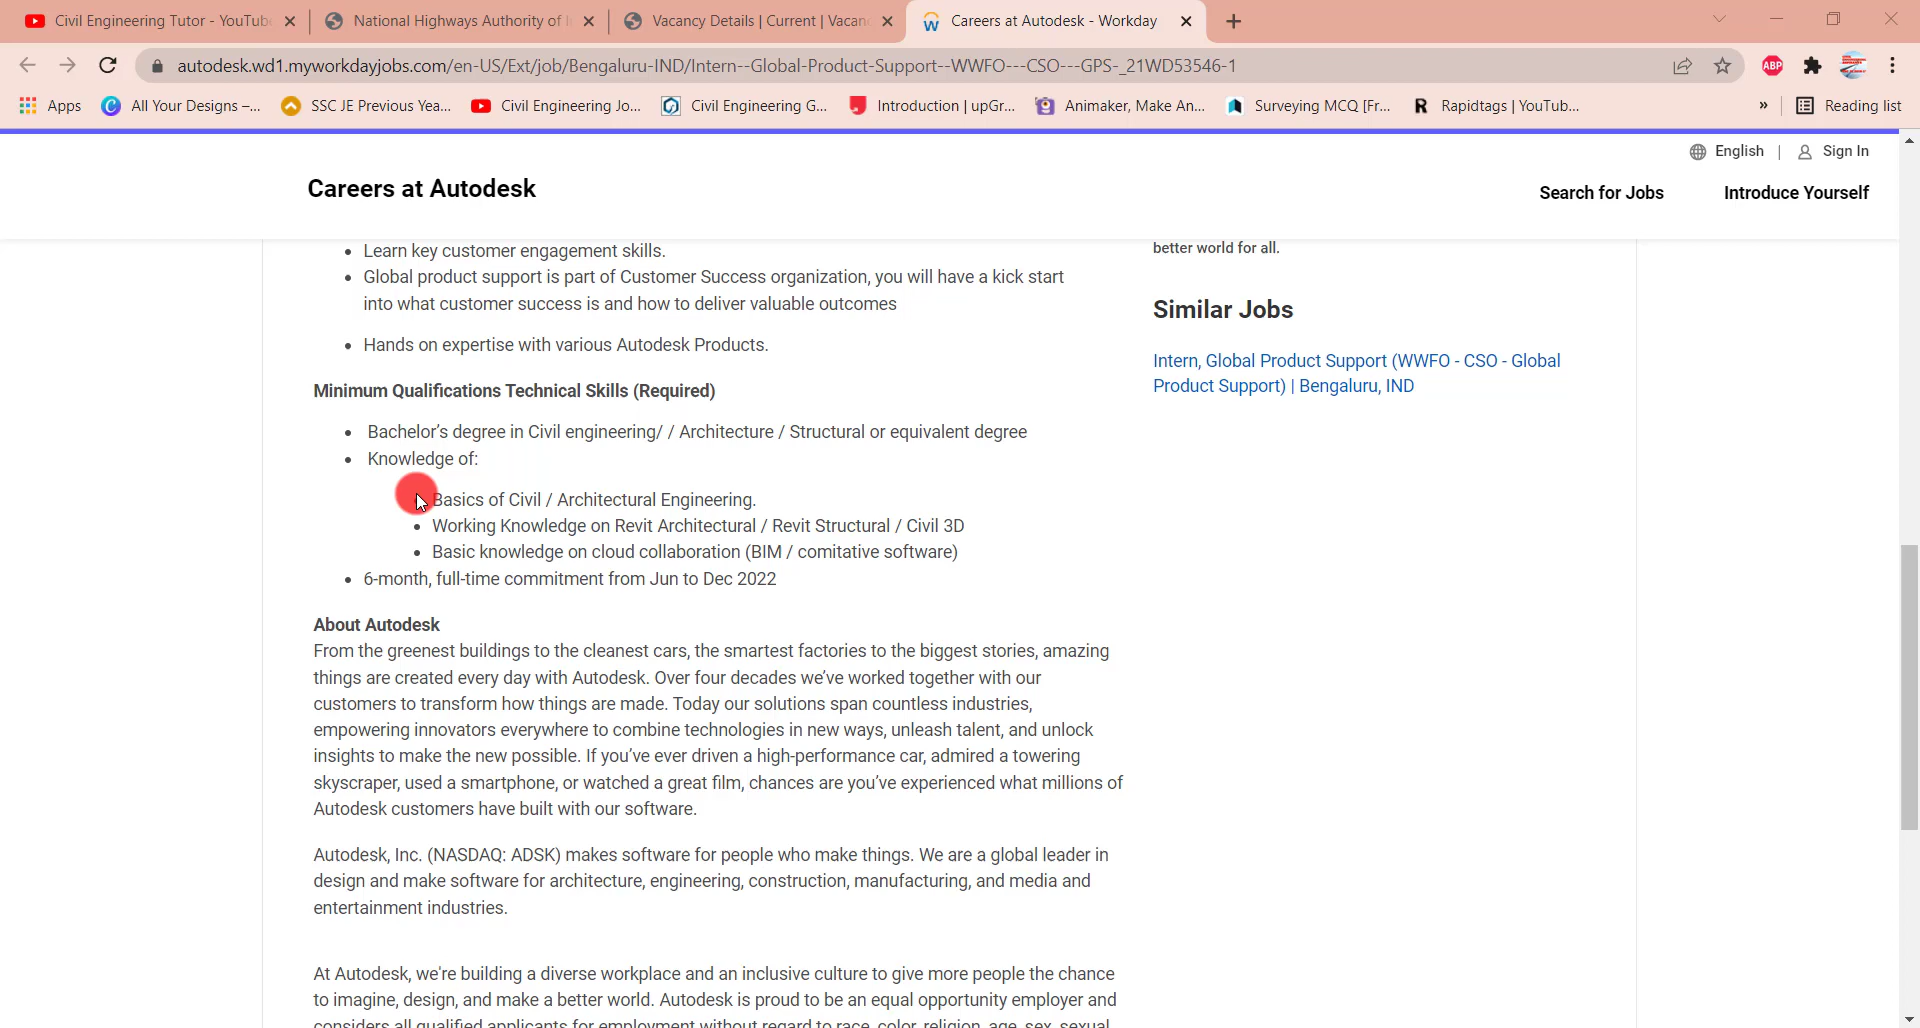 Civil Engineering Tutor - YouTub
National Highways Authority of
Vacancy Details | Current | Vacan
Careers at Autodesk - Workday
autodesk.wd1.myworkdayjobs.com/en-US/Ext/job/Bengaluru-IND/Intern--Global-Product-Support--WWFO---CSO---GPS-_21WD53546-1
ABP
Apps
All Your Designs –...
SSC JE Previous Yea...
Civil Engineering Jo...
Civil Engineering G...
Introduction | upGr...
Animaker, Make An...
Surveying MCQ [Fr...
Rapidtags | YouTub...
»
Reading list
English | Sign In
Careers at Autodesk
Search for Jobs
Introduce Yourself
• Learn key customer engagement skills.
• Global product support is part of Customer Success organization, you will have a kick start
into what customer success is and how to deliver valuable outcomes
• Hands on expertise with various Autodesk Products.
Minimum Qualifications Technical Skills (Required)
• Bachelor's degree in Civil engineering/ / Architecture / Structural or equivalent degree
• Knowledge of:
• Basics of Civil / Architectural Engineering.
• Working Knowledge on Revit Architectural / Revit Structural / Civil 3D
• Basic knowledge on cloud collaboration (BIM / comitative software)
• 6-month, full-time commitment from Jun to Dec 2022
About Autodesk
From the greenest buildings to the cleanest cars, the smartest factories to the biggest stories, amazing
things are created every day with Autodesk. Over four decades we've worked together with our
customers to transform how things are made. Today our solutions span countless industries,
empowering innovators everywhere to combine technologies in new ways, unleash talent, and unlock
insights to make the new possible. If you've ever driven a high-performance car, admired a towering
skyscraper, used a smartphone, or watched a great film, chances are you've experienced what millions of
Autodesk customers have built with our software.
Autodesk, Inc. (NASDAQ: ADSK) makes software for people who make things. We are a global leader in
design and make software for architecture, engineering, construction, manufacturing, and media and
entertainment industries.
At Autodesk, we're building a diverse workplace and an inclusive culture to give more people the chance
to imagine, design, and make a better world. Autodesk is proud to be an equal opportunity employer and
considers all qualified applicants for employment without regard to race, color, religion, age, sex, sexual
better world for all.
Similar Jobs
Intern, Global Product Support (WWFO - CSO - Global
Product Support) | Bengaluru, IND